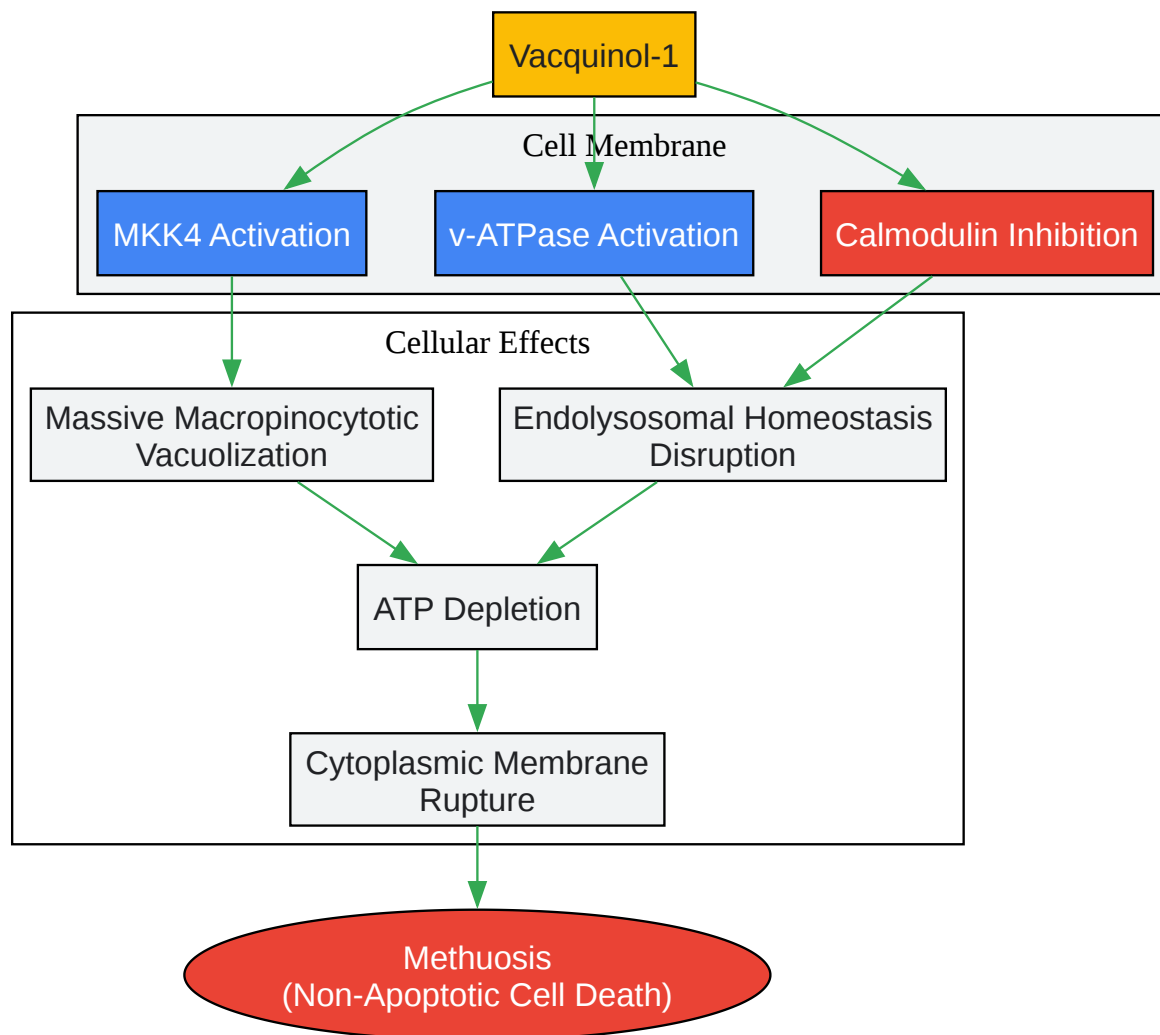 Vacquinol-1
Cell Membrane
MKK4 Activation
v-ATPase Activation
Calmodulin Inhibition
Cellular Effects
Massive Macropinocytotic
Vacuolization
Endolysosomal Homeostasis
Disruption
ATP Depletion
Cytoplasmic Membrane
Rupture
Methuosis
(Non-Apoptotic Cell Death)